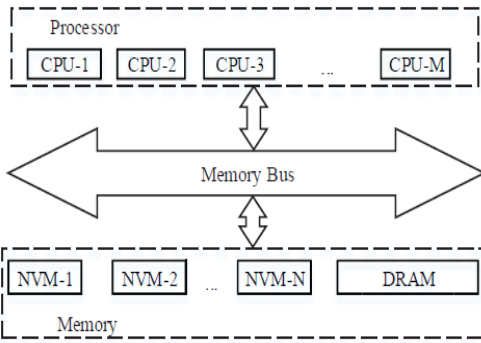 Processor
CPU-1 CPU-2 CPU-3 ... CPU-M
Memory Bus
NVM-1 NVM-2 ... NVM-N DRAM
Memory